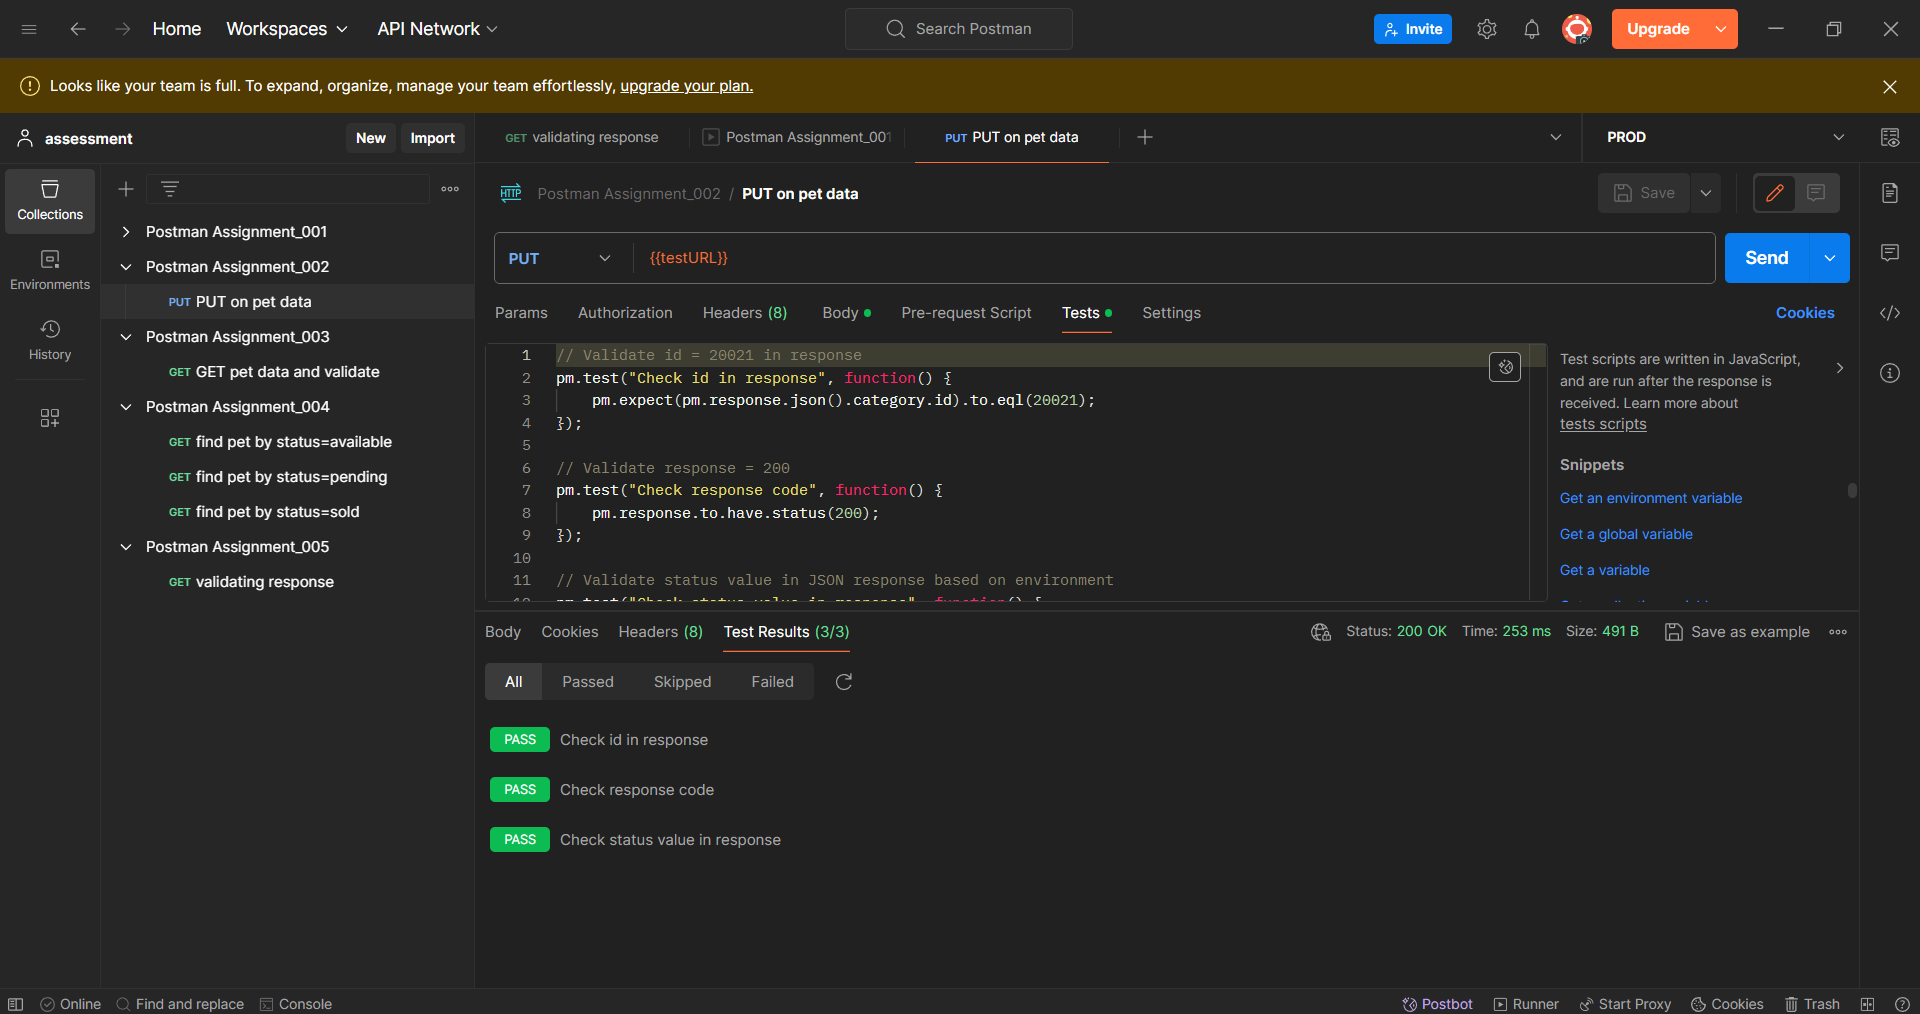 Home Workspaces API Network Search Postman Invite Upgrade
Looks like your team is full. To expand, organize, manage your team effortlessly, upgrade your plan.
assessment New Import
GET validating response Postman Assignment_001 PUT PUT on pet data PROD
Collections
Environments
History
Postman Assignment_001
Postman Assignment_002
PUT PUT on pet data
Postman Assignment_003
GET GET pet data and validate
Postman Assignment_004
GET find pet by status=available
GET find pet by status=pending
GET find pet by status=sold
Postman Assignment_005
GET validating response
HTTP Postman Assignment_002 / PUT on pet data Save
PUT {{testURL}} Send
Params Authorization Headers (8) Body Tests Pre-request Script Settings Cookies
1 // Validate id = 20021 in response
2 pm.test("Check id in response", function() {
3 pm.expect(pm.response.json().category.id).to.eql(20021);
4 });
5
6 // Validate response = 200
7 pm.test("Check response code", function() {
8 pm.response.to.have.status(200);
9 });
10
11 // Validate status value in JSON response based on environment
12 pm.test("Check status value in response", function() {
Test scripts are written in JavaScript,
and are run after the response is
received. Learn more about
tests scripts
Snippets
Get an environment variable
Get a global variable
Get a variable
Body Cookies Headers (8) Test Results (3/3) Status: 200 OK Time: 253 ms Size: 491 B Save as example
All Passed Skipped Failed
PASS Check id in response
PASS Check response code
PASS Check status value in response
Online Find and replace Console Postbot Runner Start Proxy Cookies Trash